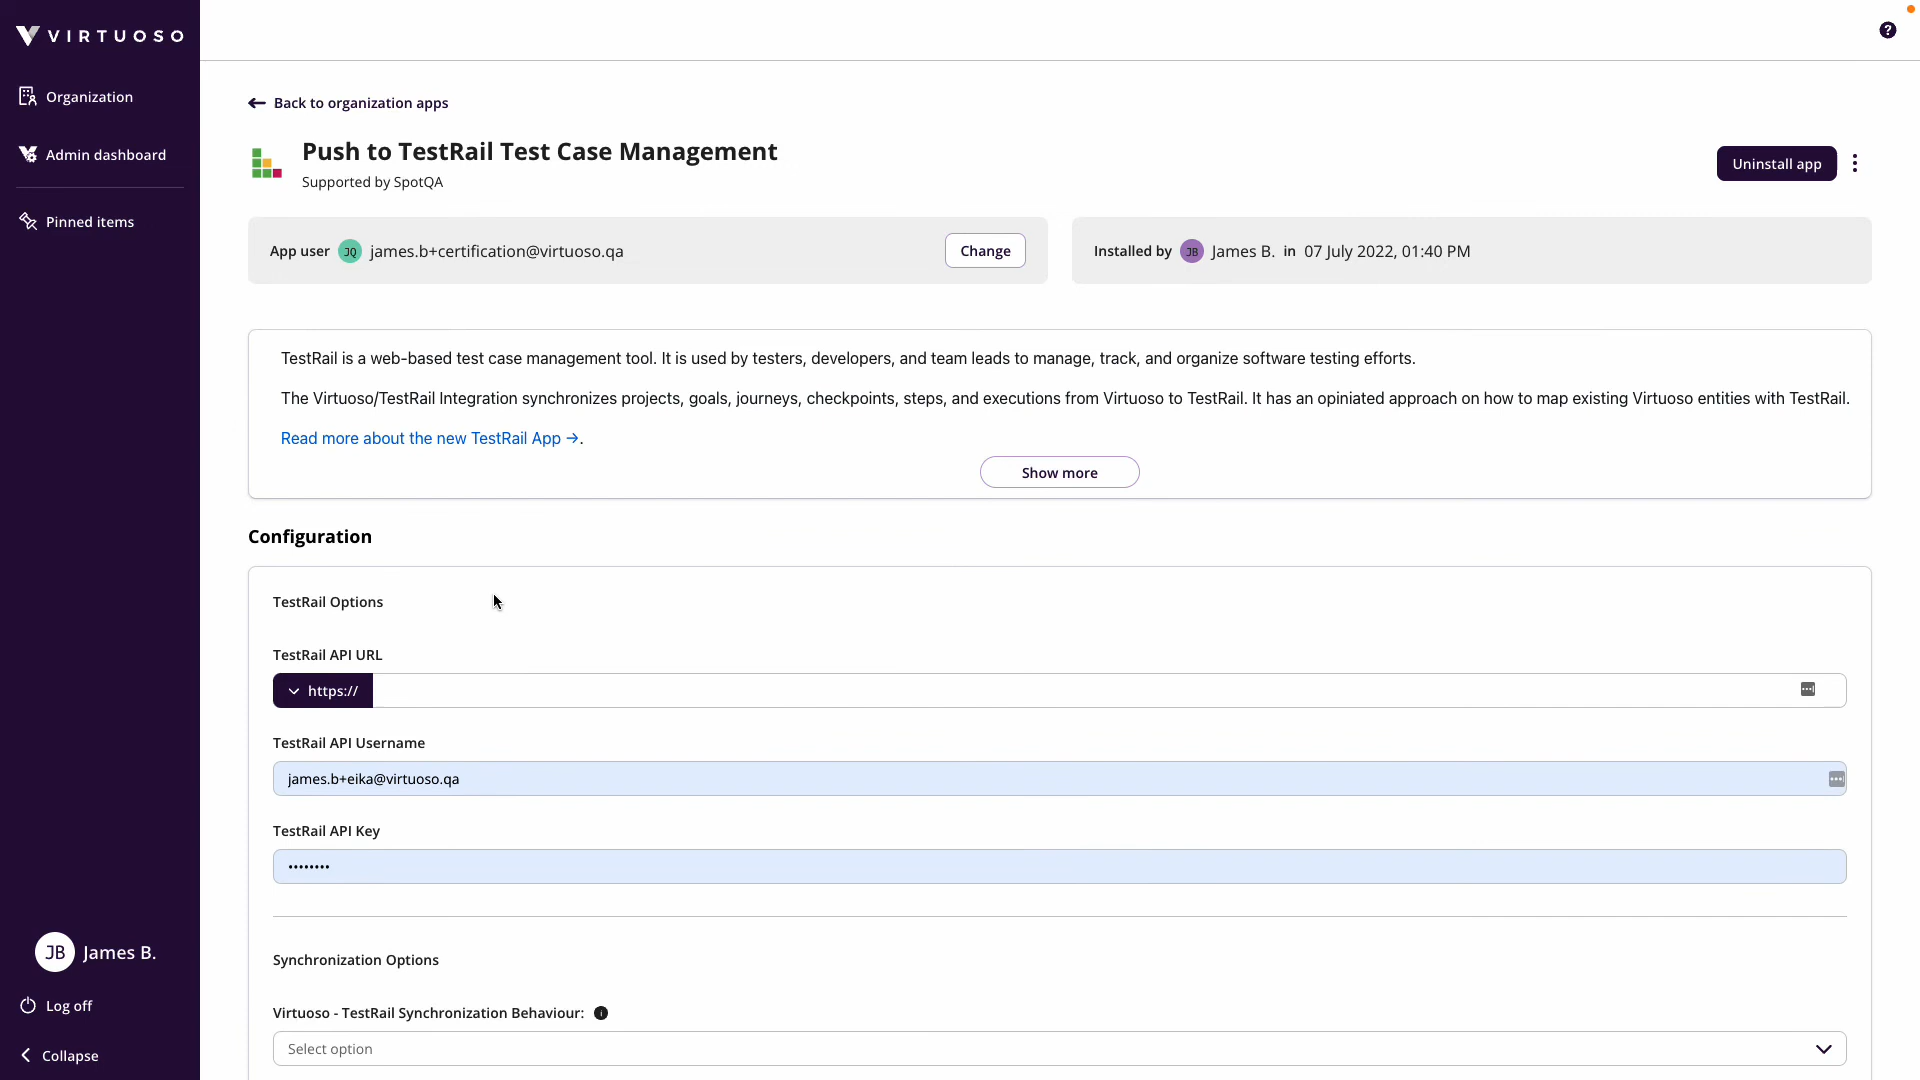 VIRTUOSO
Organization
Admin dashboard
Pinned items
JB James B.
Log off
Collapse
?
Back to organization apps
Push to TestRail Test Case Management
Supported by SpotQA
Uninstall app
App user JQ james.b+certification@virtuoso.qa
Change
Installed by JB James B. in 07 July 2022, 01:40 PM
TestRail is a web-based test case management tool. It is used by testers, developers, and team leads to manage, track, and organize software testing efforts.
The Virtuoso/TestRail Integration synchronizes projects, goals, journeys, checkpoints, steps, and executions from Virtuoso to TestRail. It has an opiniated approach on how to map existing Virtuoso entities with TestRail.
Read more about the new TestRail App →.
Show more
Configuration
TestRail Options
TestRail API URL
https://
TestRail API Username
james.b+eika@virtuoso.qa
TestRail API Key
••••••••
Synchronization Options
Virtuoso - TestRail Synchronization Behaviour: i
Select option